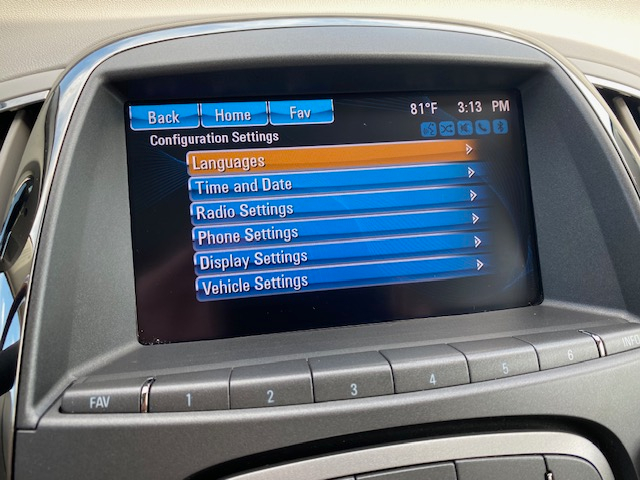 Back Home Fav 81°F 3:13 PM
Configuration Settings
Languages
Time and Date
Radio Settings
Phone Settings
Display Settings
Vehicle Settings
FAV 1 2 3 4 5 6 INFO